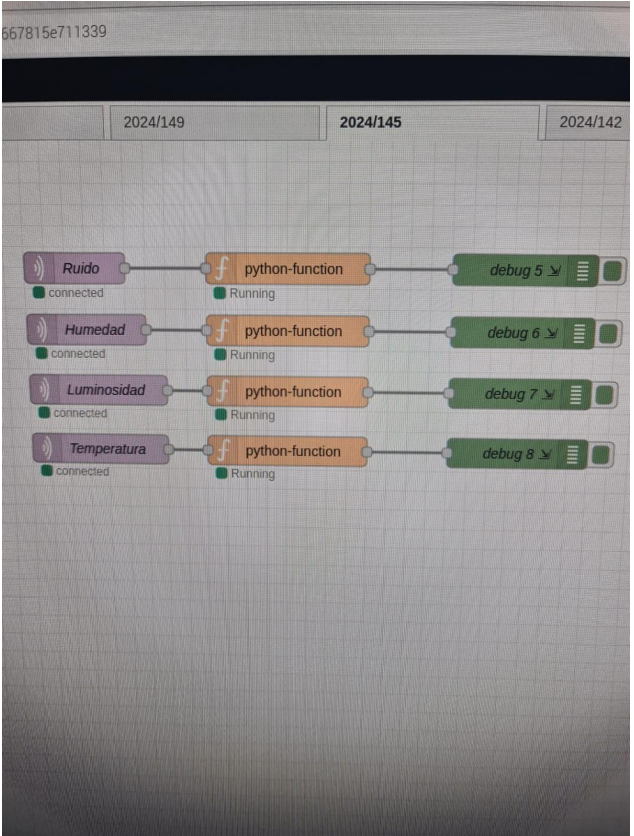 667815e711339
2024/149 2024/145 2024/142
Ruido python-function debug 5
connected Running
Humedad python-function debug 6
connected Running
Luminosidad python-function debug 7
connected Running
Temperatura python-function debug 8
connected Running